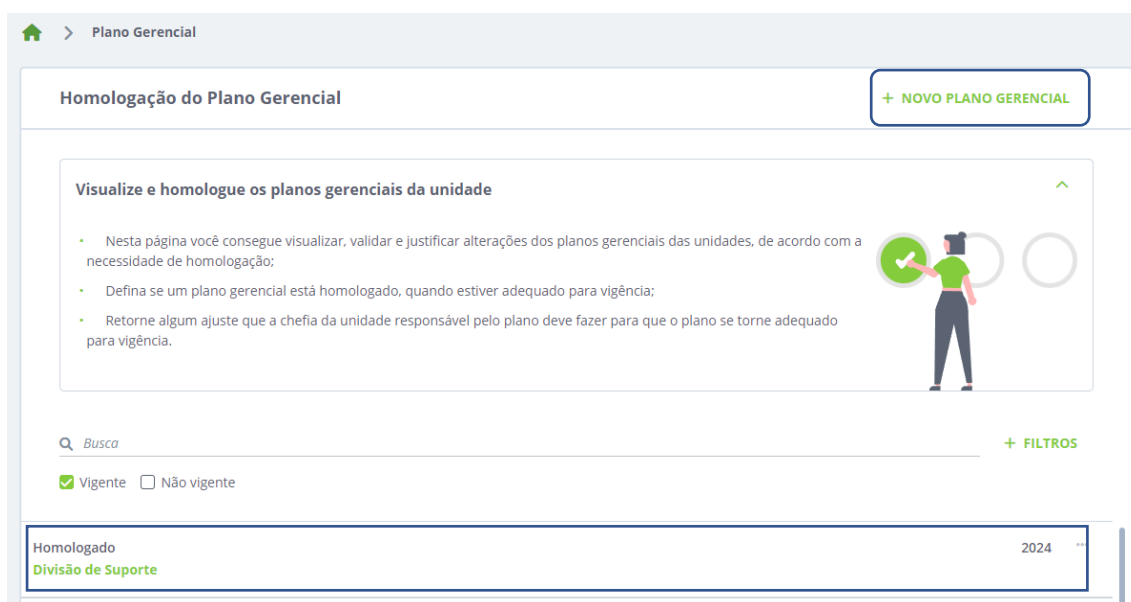 Plano Gerencial
Homologação do Plano Gerencial
+ NOVO PLANO GERENCIAL
Visualize e homologue os planos gerenciais da unidade
• Nesta página você consegue visualizar, validar e justificar alterações dos planos gerenciais das unidades, de acordo com a
necessidade de homologação;
• Defina se um plano gerencial está homologado, quando estiver adequado para vigência;
• Retorne algum ajuste que a chefia da unidade responsável pelo plano deve fazer para que o plano se torne adequado
para vigência.
Busca
+ FILTROS
Vigente
Não vigente
Homologado
2024
Divisão de Suporte